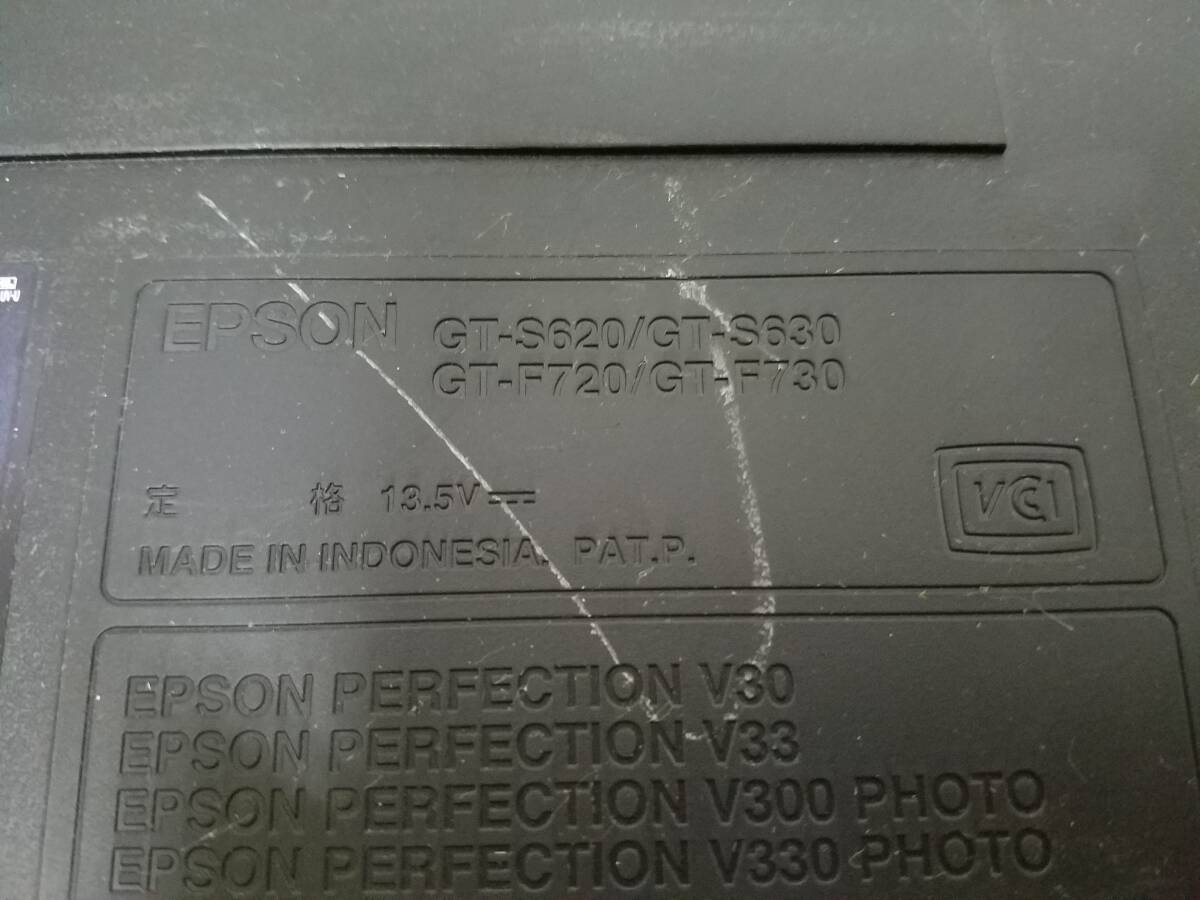 EPSON GT-S620/GT-S630
GT-F720/GT-F730
定 格 13.5V⎓
MADE IN INDONESIA. PAT.P.
VCI
EPSON PERFECTION V30
EPSON PERFECTION V33
EPSON PERFECTION V300 PHOTO
EPSON PERFECTION V330 PHOTO